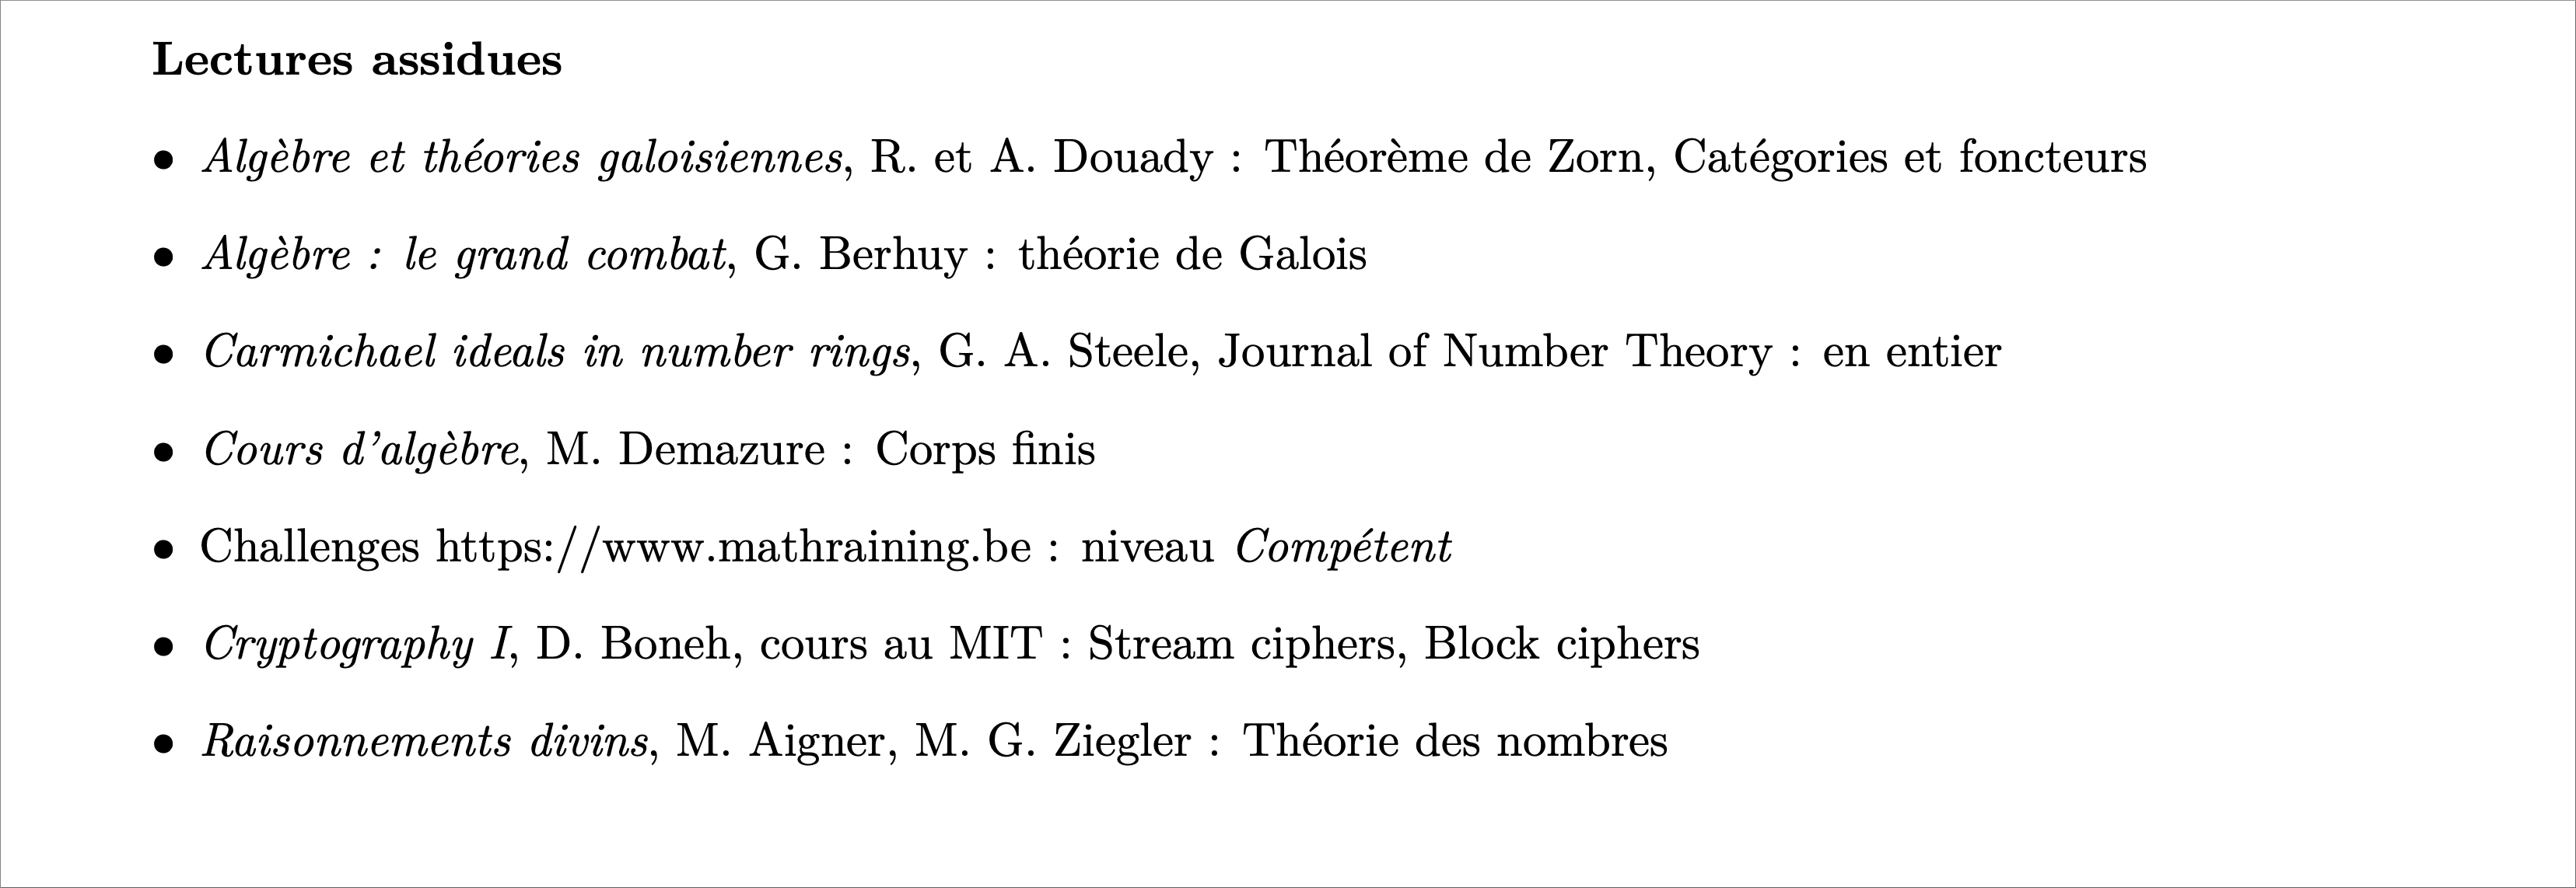 Lectures assidues
• Algèbre et théories galoisiennes, R. et A. Douady : Théorème de Zorn, Catégories et foncteurs
• Algèbre : le grand combat, G. Berhuy : théorie de Galois
• Carmichael ideals in number rings, G. A. Steele, Journal of Number Theory : en entier
• Cours d'algèbre, M. Demazure : Corps finis
• Challenges https://www.mathraining.be : niveau Compétent
• Cryptography I, D. Boneh, cours au MIT : Stream ciphers, Block ciphers
• Raisonnements divins, M. Aigner, M. G. Ziegler : Théorie des nombres